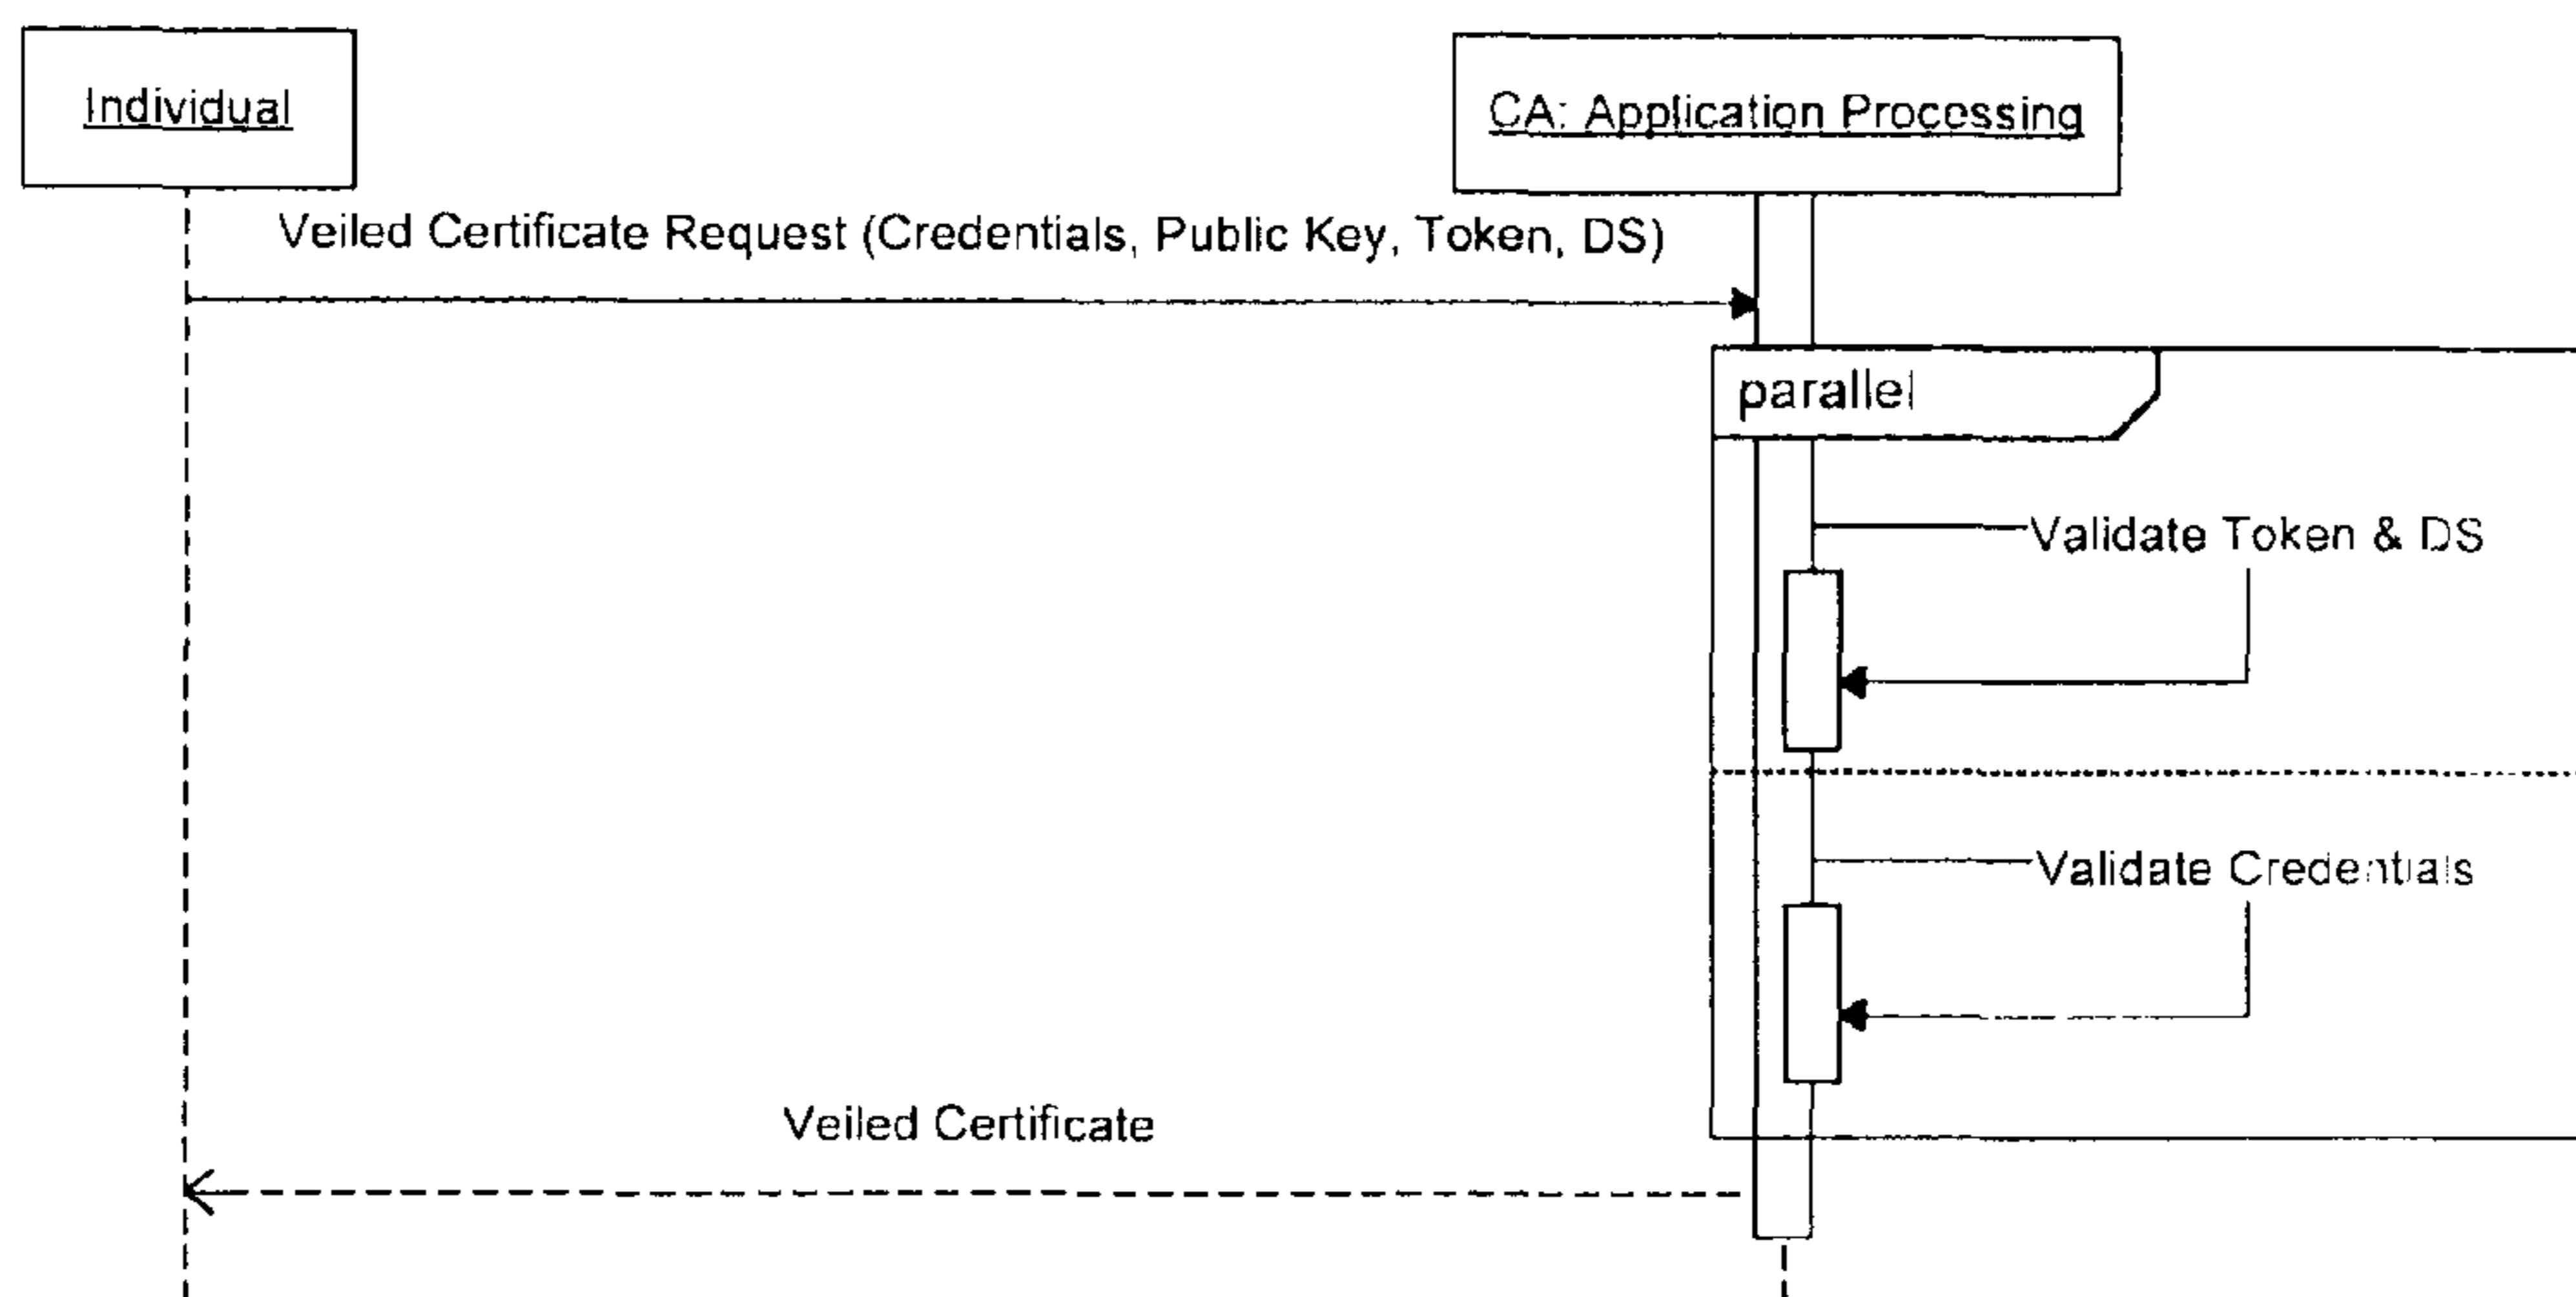 Individual
CA: Application Processing
Veiled Certificate Request (Credentials, Public Key, Token, DS)
parallel
Validate Token & DS
Validate Credentials
Veiled Certificate